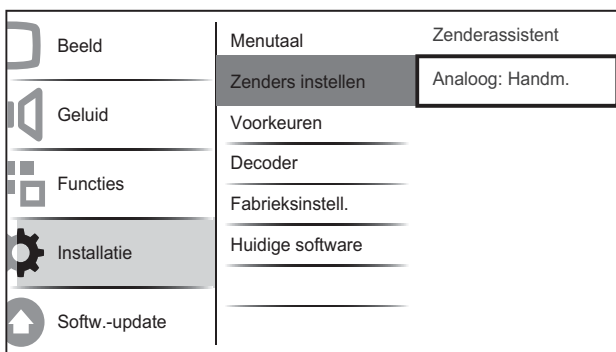 Beeld
Geluid
Functies
Installatie
Softw.-update
Menutaal
Zenders instellen
Voorkeuren
Decoder
Fabrieksinstell.
Huidige software
Zenderassistent
Analoog: Handm.